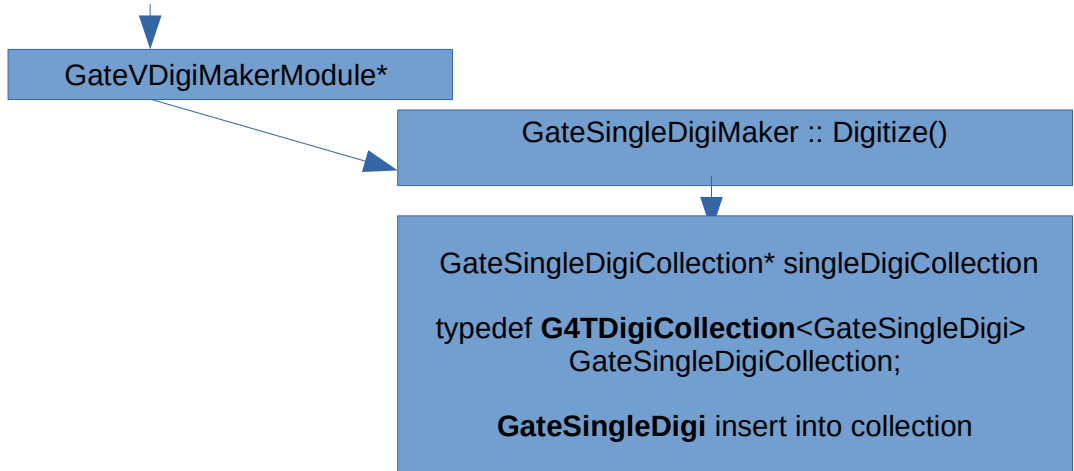 GateVDigiMakerModule*
GateSingleDigiMaker :: Digitize()
GateSingleDigiCollection* singleDigiCollection
typedef G4TDigiCollection<GateSingleDigi>
GateSingleDigiCollection;
GateSingleDigi insert into collection